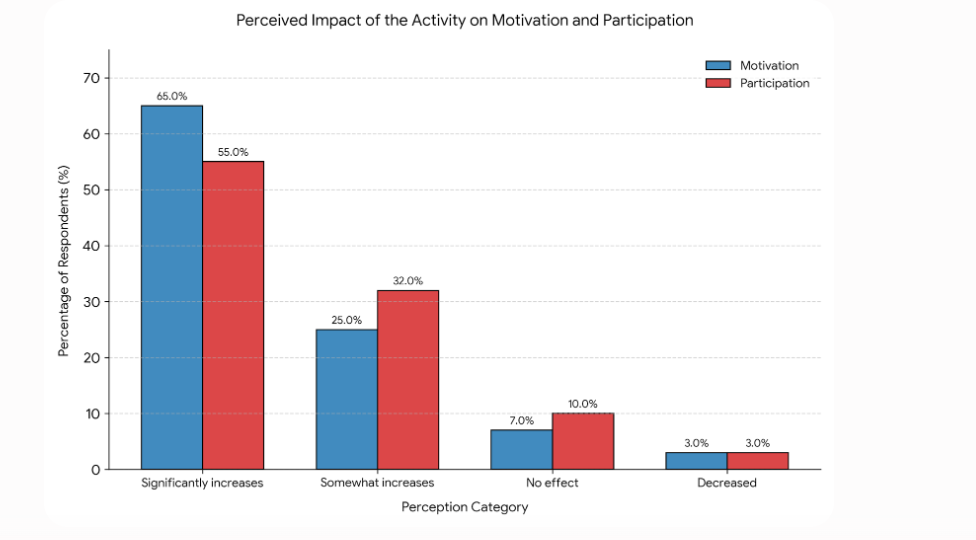 Perceived Impact of the Activity on Motivation and Participation
Motivation
Participation
Percentage of Respondents (%)
70
60
50
40
30
20
10
0
65.0%
55.0%
25.0%
32.0%
7.0%
10.0%
3.0%
3.0%
Significantly increases
Somewhat increases
No effect
Decreased
Perception Category